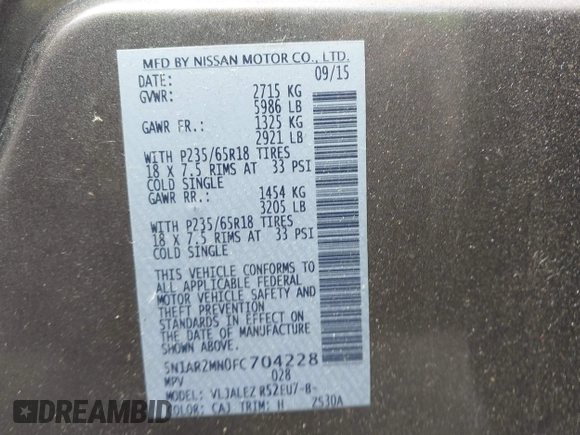 MFD BY NISSAN MOTOR CO., LTD.
DATE: 09/15
GVWR: 2715 KG
5986 LB
GAWR FR.: 1325 KG
2921 LB
WITH P235/65R18 TIRES
18 X 7.5 RIMS AT 33 PSI
COLD SINGLE
GAWR RR.: 1454 KG
3205 LB
WITH P235/65R18 TIRES
18 X 7.5 RIMS AT 33 PSI
COLD SINGLE
THIS VEHICLE CONFORMS TO
ALL APPLICABLE FEDERAL
MOTOR VEHICLE SAFETY AND
THEFT PREVENTION
STANDARDS IN EFFECT ON
THE DATE OF MANUFACTURE
SHOWN ABOVE.
5N1AR2MN0FC704228
MPV 028
MODEL: VLJALEZ R52EU7-B-
COLOR: CAJ TRIM: H 2530A
EASTERBID.COM